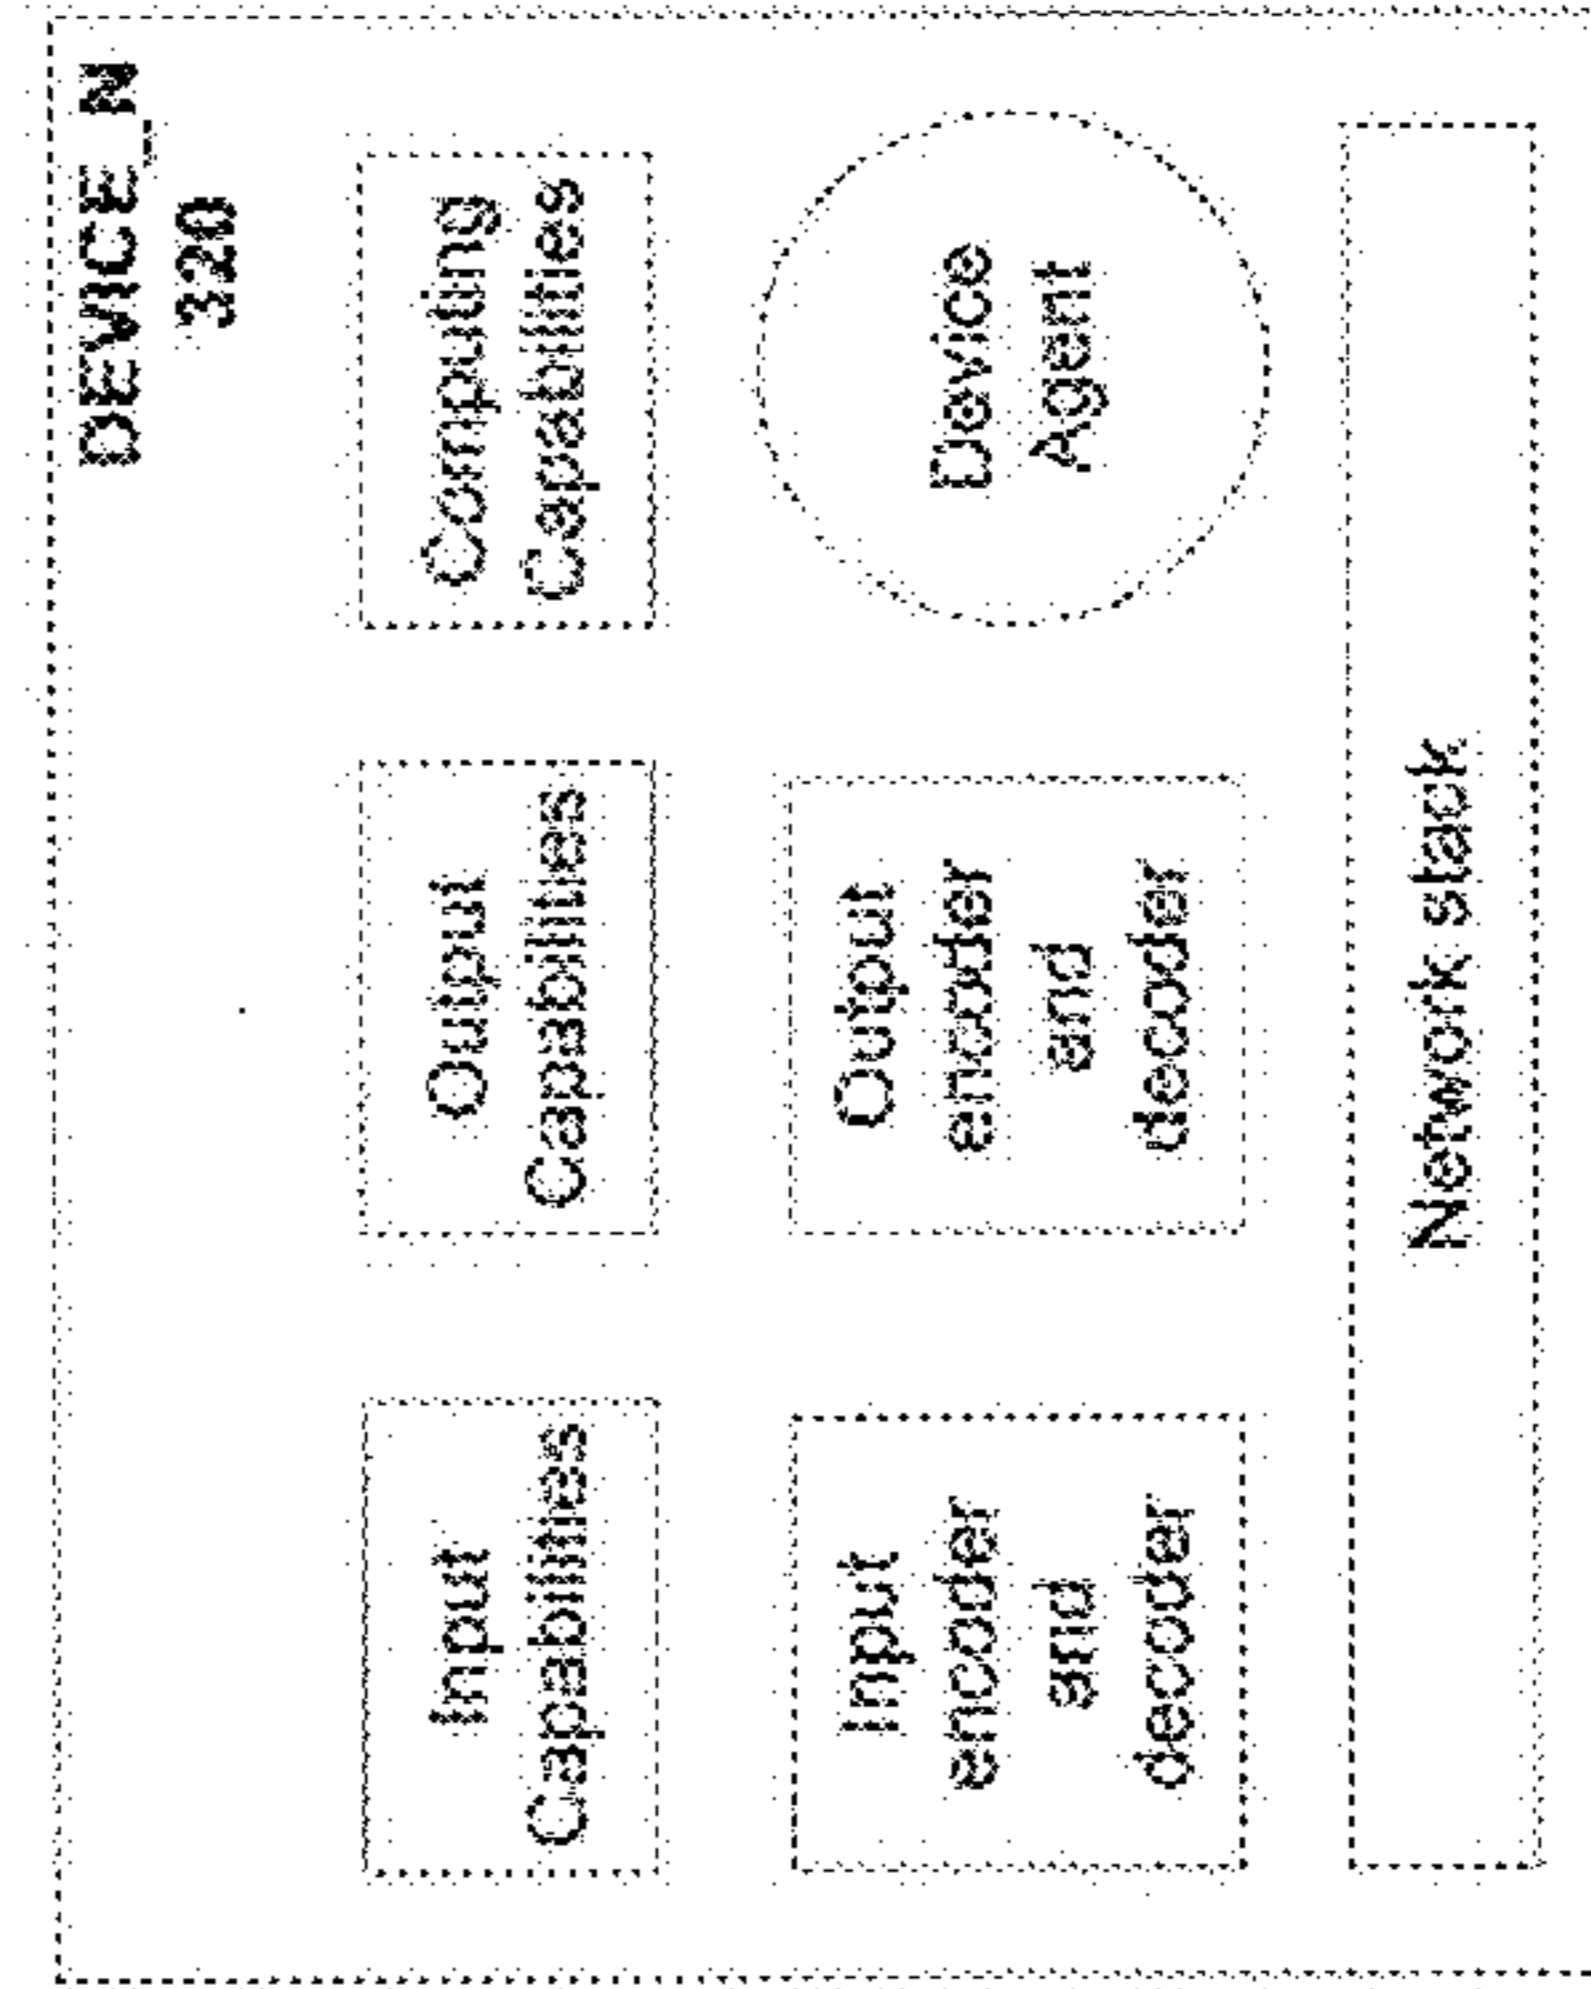 DEVICE_N
320
Input
Capabilities
Output
Capabilities
Computing
Capabilities
Input
encoder
and
decoder
Output
encoder
and
decoder
Device
Agent
Network stack